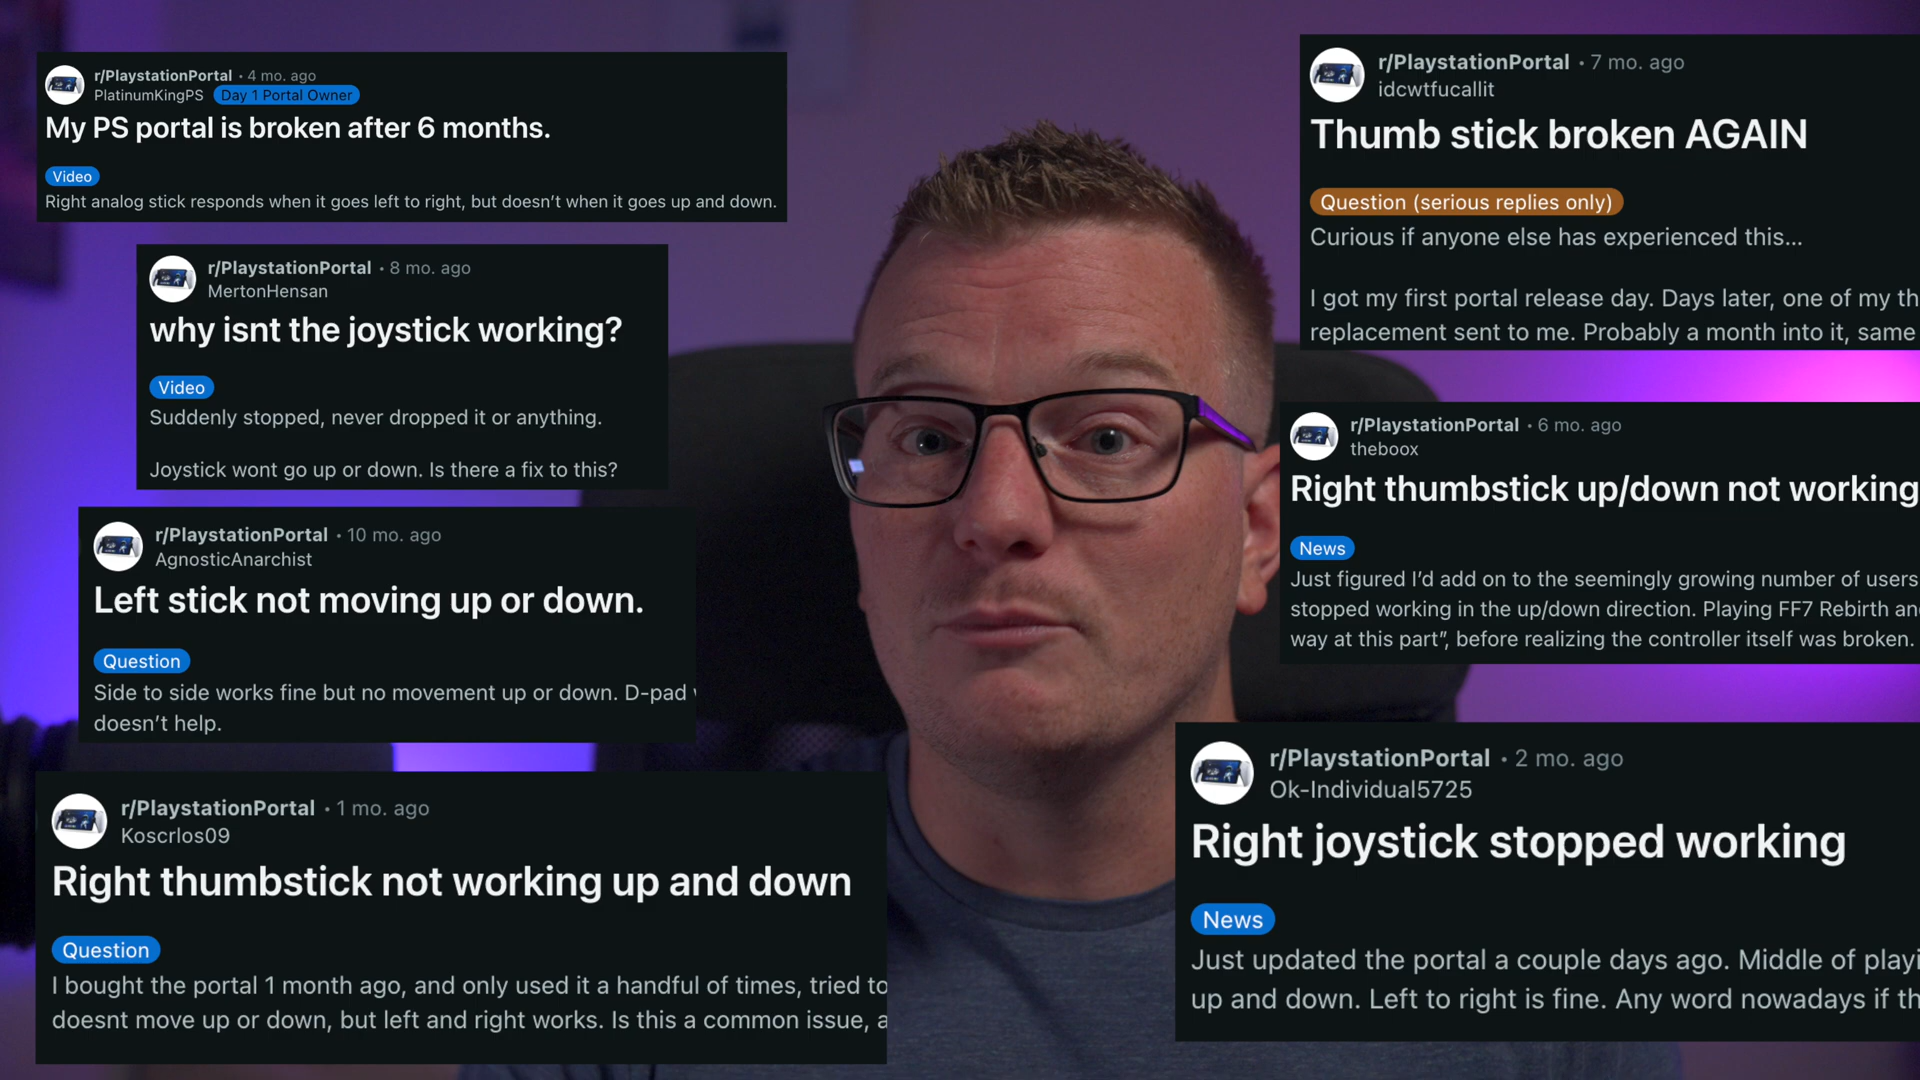 r/PlaystationPortal • 4 mo. ago
PlatinumKingPS Day 1 Portal Owner
My PS portal is broken after 6 months.
Video
Right analog stick responds when it goes left to right, but doesn't when it goes up and down.
r/PlaystationPortal • 8 mo. ago
MertonHensan
why isnt the joystick working?
Video
Suddenly stopped, never dropped it or anything.
Joystick wont go up or down. Is there a fix to this?
r/PlaystationPortal • 10 mo. ago
AgnosticAnarchist
Left stick not moving up or down.
Question
Side to side works fine but no movement up or down. D-pad
doesn't help.
r/PlaystationPortal • 1 mo. ago
Koscrlos09
Right thumbstick not working up and down
Question
I bought the portal 1 month ago, and only used it a handful of times, tried to
doesnt move up or down, but left and right works. Is this a common issue, a
r/PlaystationPortal • 7 mo. ago
idcwtfucallit
Thumb stick broken AGAIN
Question (serious replies only)
Curious if anyone else has experienced this...
I got my first portal release day. Days later, one of my th
replacement sent to me. Probably a month into it, same
r/PlaystationPortal • 6 mo. ago
theboox
Right thumbstick up/down not working
News
Just figured I'd add on to the seemingly growing number of users
stopped working in the up/down direction. Playing FF7 Rebirth an
way at this part", before realizing the controller itself was broken.
r/PlaystationPortal • 2 mo. ago
Ok-Individual5725
Right joystick stopped working
News
Just updated the portal a couple days ago. Middle of playi
up and down. Left to right is fine. Any word nowadays if th